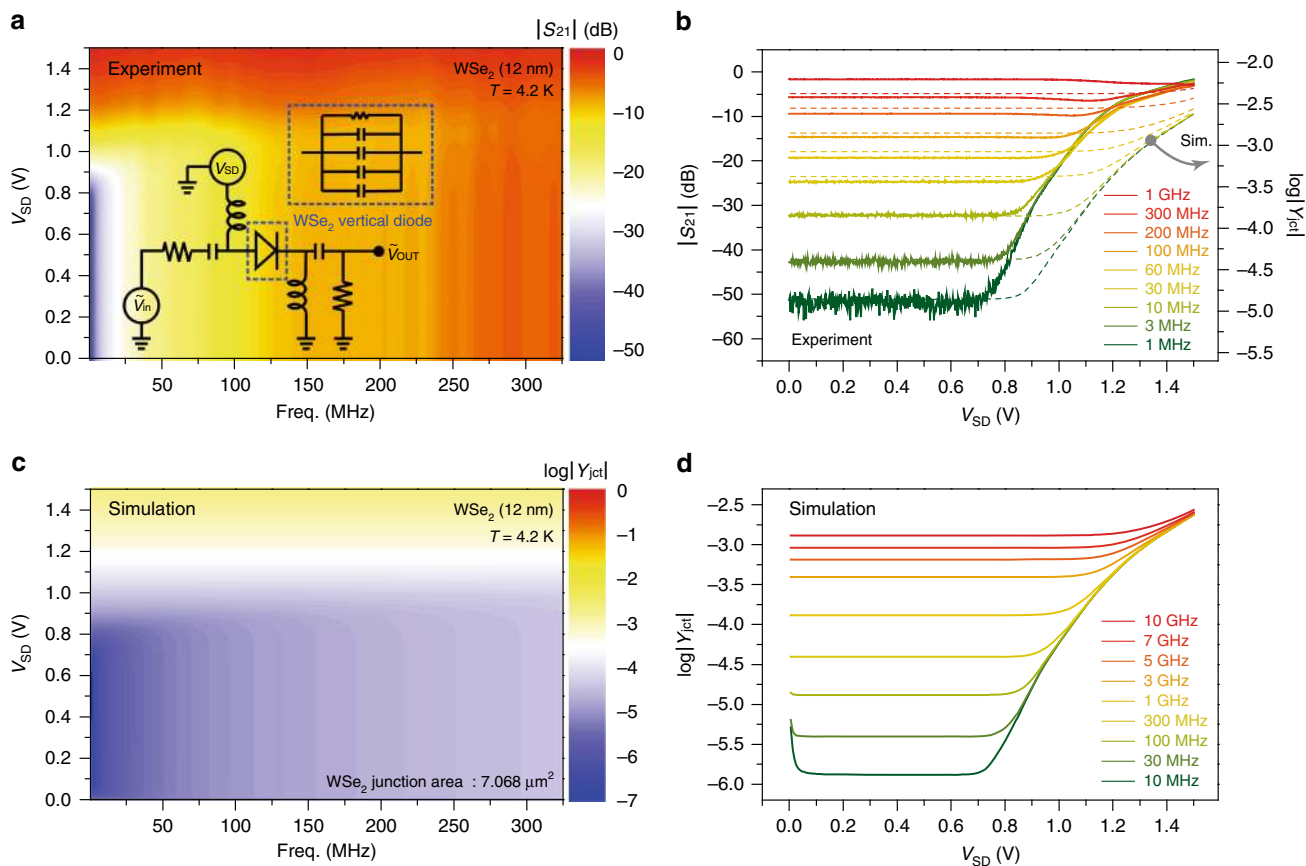 a
|S21| (dB)
Experiment
WSe2 (12 nm)
T = 4.2 K
VSD
WSe2 vertical diode
ṼOUT
Ṽin
VSD (V)
1.4
1.2
1.0
0.8
0.6
0.4
0.2
0.0
50
100
150
200
250
300
Freq. (MHz)
0
−10
−20
−30
−40
−50
b
|S21| (dB)
0
−10
−20
−30
−40
−50
−60
Sim.
1 GHz
300 MHz
200 MHz
100 MHz
60 MHz
30 MHz
10 MHz
3 MHz
1 MHz
Experiment
0.0
0.2
0.4
0.6
0.8
1.0
1.2
1.4
VSD (V)
−2.0
−2.5
−3.0
−3.5
−4.0
−4.5
−5.0
−5.5
log|Yjct|
c
log|Yjct|
Simulation
WSe2 (12 nm)
T = 4.2 K
WSe2 junction area : 7.068 μm2
VSD (V)
1.4
1.2
1.0
0.8
0.6
0.4
0.2
0.0
50
100
150
200
250
300
Freq. (MHz)
0
−1
−2
−3
−4
−5
−6
−7
d
Simulation
log|Yjct|
−2.5
−3.0
−3.5
−4.0
−4.5
−5.0
−5.5
−6.0
10 GHz
7 GHz
5 GHz
3 GHz
1 GHz
300 MHz
100 MHz
30 MHz
10 MHz
0.0
0.2
0.4
0.6
0.8
1.0
1.2
1.4
VSD (V)